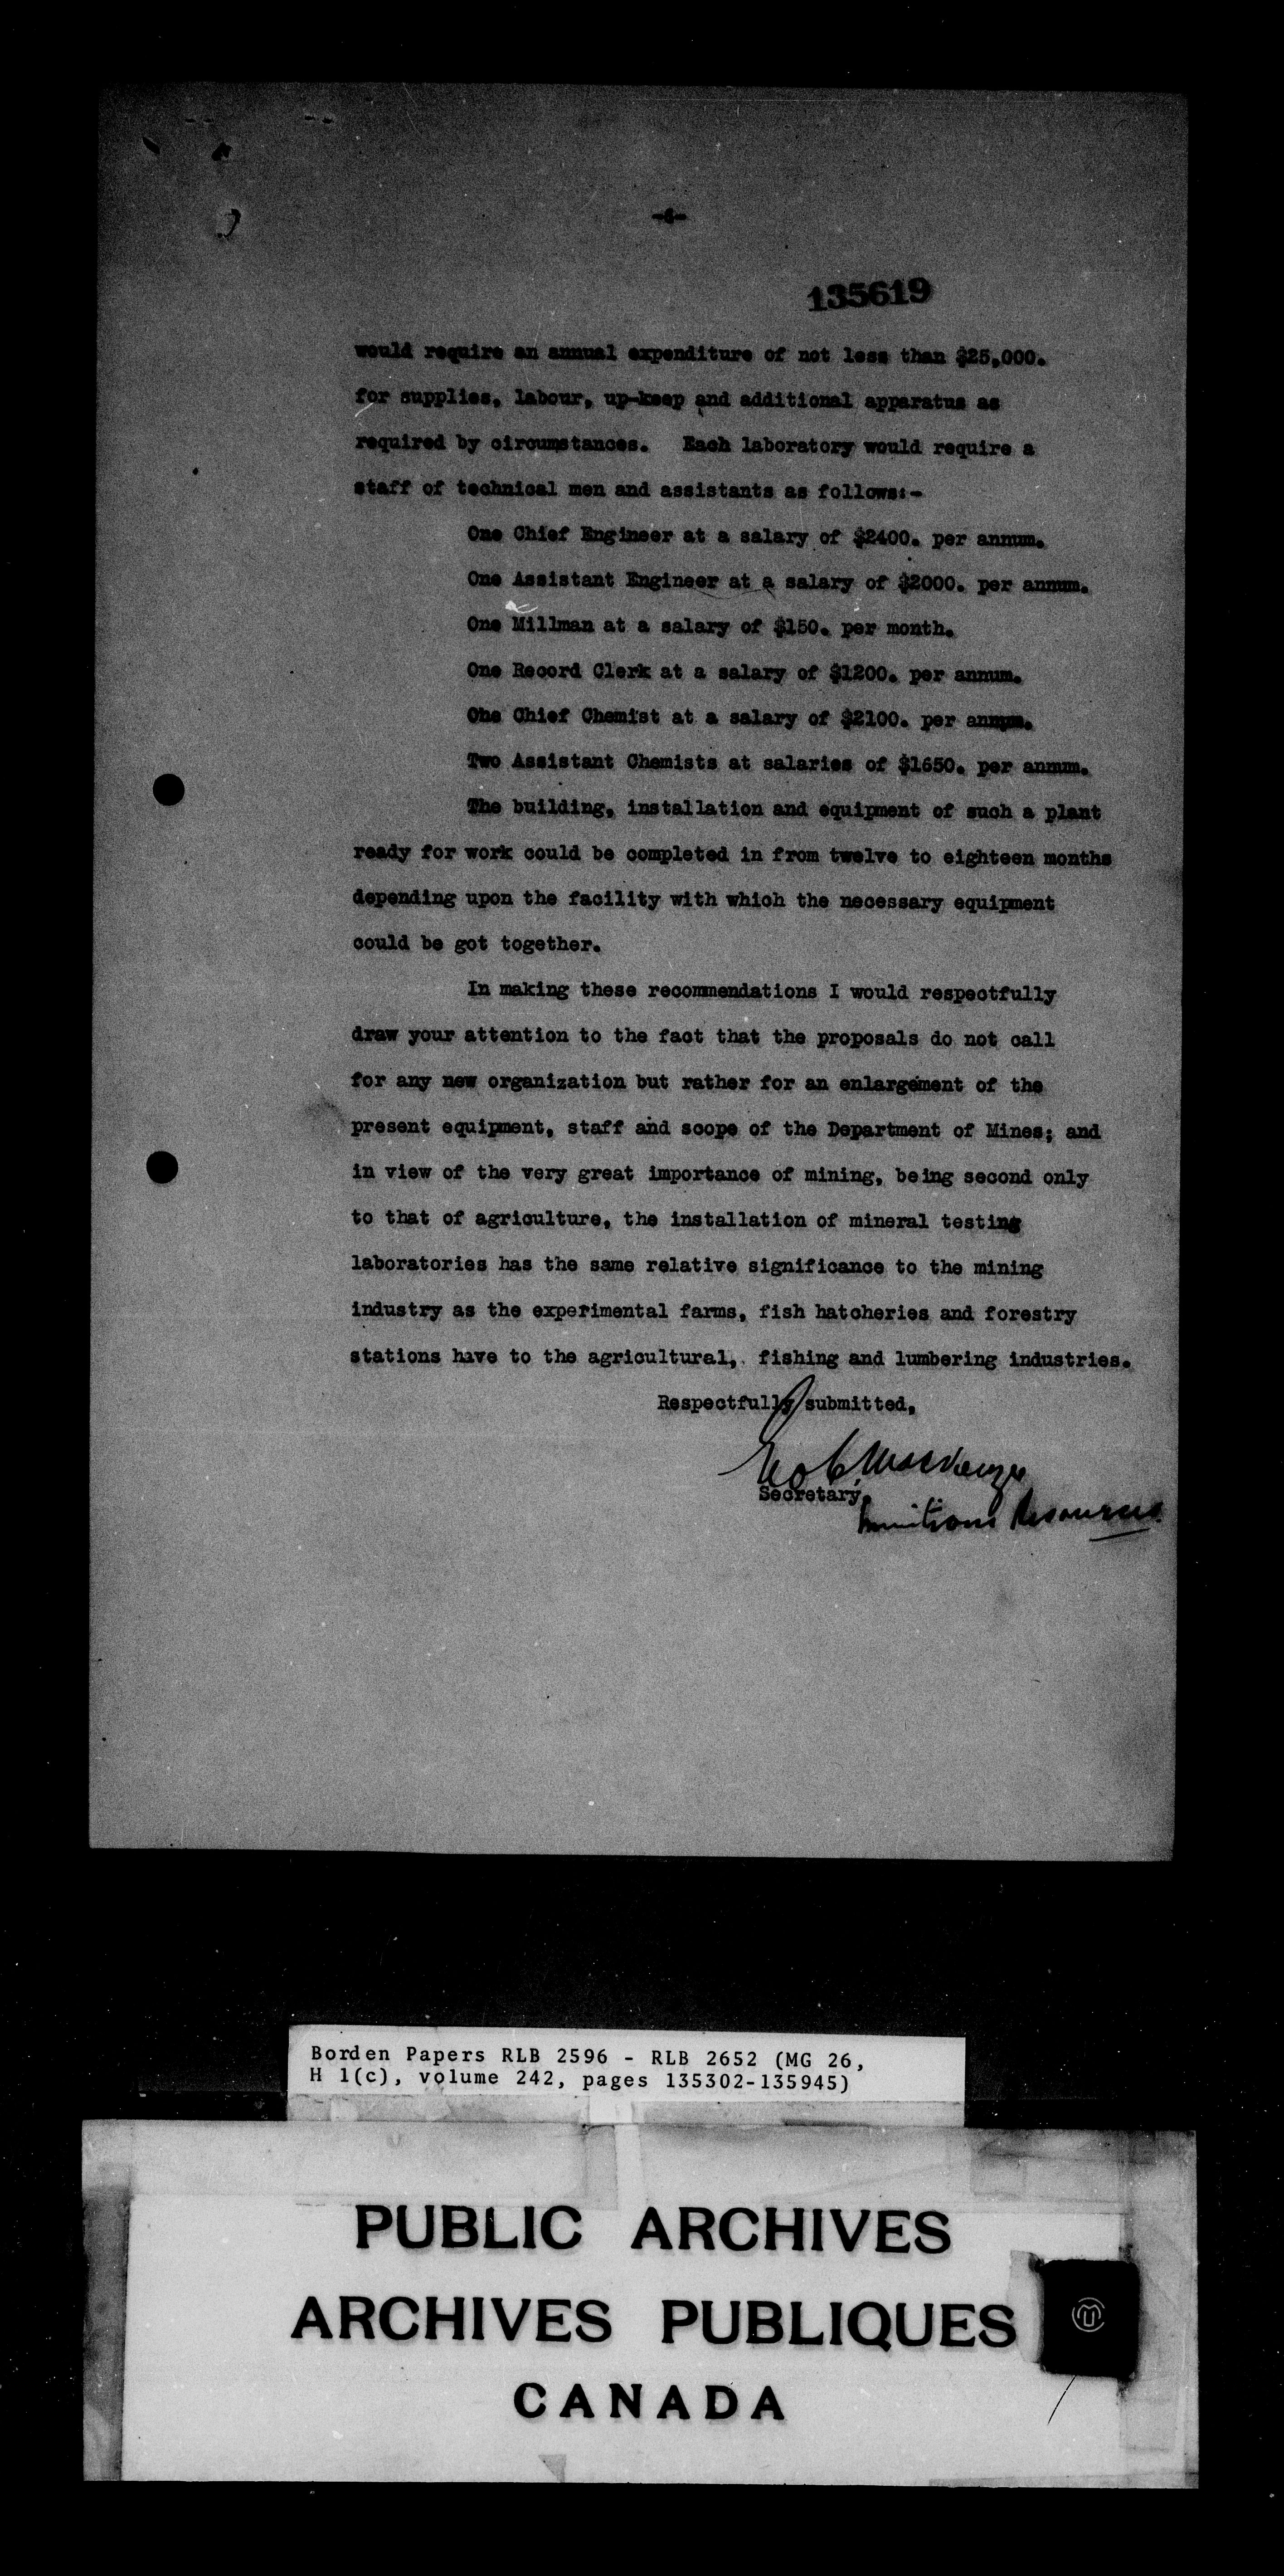 135619
would require an annual expenditure of not less than $25,000.
for supplies, labour, up-keep and additional apparatus as
required by circumstances. Each laboratory would require a
staff of technical men and assistants as follows:-
One Chief Engineer at a salary of $2400. per annum.
One Assistant Engineer at a salary of $2000. per annum.
One Millman at a salary of $150. per month.
One Record Clerk at a salary of $1200. per annum.
One Chief Chemist at a salary of $2100. per annum.
Two Assistant Chemists at salaries of $1650. per annum.
The building, installation and equipment of such a plant
ready for work could be completed in from twelve to eighteen months
depending upon the facility with which the necessary equipment
could be got together.
In making these recommendations I would respectfully
draw your attention to the fact that the proposals do not call
for any new organization but rather for an enlargement of the
present equipment, staff and scope of the Department of Mines; and
in view of the very great importance of mining, being second only
to that of agriculture, the installation of mineral testing
laboratories has the same relative significance to the mining
industry as the experimental farms, fish hatcheries and forestry
stations have to the agricultural, fishing and lumbering industries.
Respectfully submitted,
Geo C Mackenzie
Secretary,
Munitions Resources
Borden Papers RLB 2596 - RLB 2652 (MG 26,
H 1(c), volume 242, pages 135302-135945)
PUBLIC ARCHIVES
ARCHIVES PUBLIQUES
CANADA